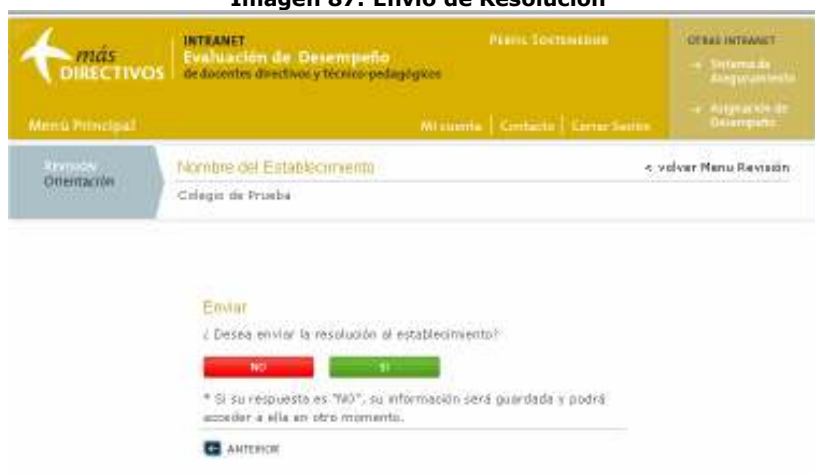 Imagen 87: Envío de Resolución
más
DIRECTIVOS
INTRANET
Evaluación de Desempeño
de docentes directivos y técnico-pedagógicos
PERFIL SOSTENEDOR
OTRAS INTRANET
→ Sistema de
Aseguramiento
→ Asignación de
Desempeño
Menú Principal
Mi cuenta | Contacto | Cerrar Sesión
REVISIÓN
Orientación
Nombre del Establecimiento
< volver Menu Revisión
Colegio de Prueba
Enviar
¿ Desea enviar la resolución al establecimiento?
NO
SI
* Si su respuesta es "NO", su información será guardada y podrá
acceder a ella en otro momento.
ANTERIOR